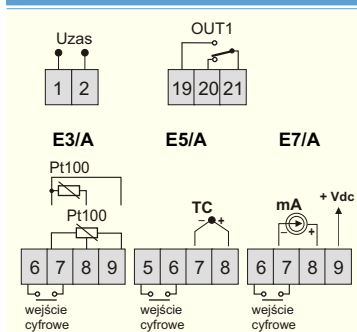 Uzas
OUT1
1 2
19 20 21
E3/A E5/A E7/A
Pt100
Pt100
TC
– +
mA
– +
+ Vdc
6 7 8 9
5 6 7 8
6 7 8 9
wejście
cyfrowe
wejście
cyfrowe
wejście
cyfrowe